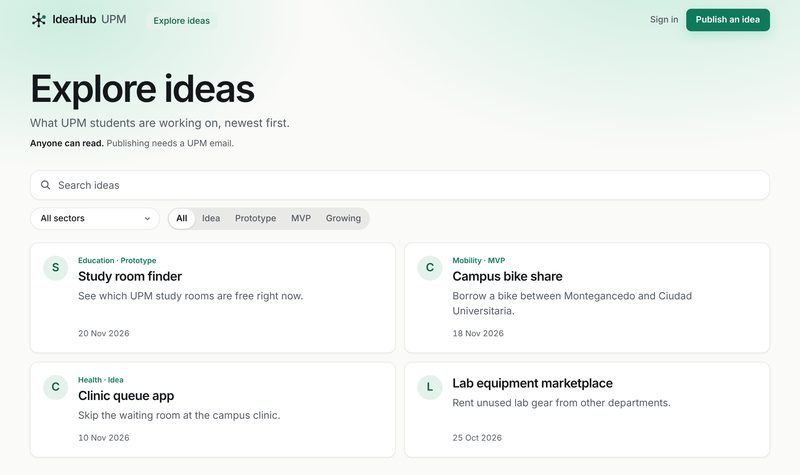 IdeaHub UPM
Explore ideas
Sign in
Publish an idea
Explore ideas
What UPM students are working on, newest first.
Anyone can read. Publishing needs a UPM email.
Search ideas
All sectors
All
Idea
Prototype
MVP
Growing
S
Education · Prototype
Study room finder
See which UPM study rooms are free right now.
20 Nov 2026
C
Mobility · MVP
Campus bike share
Borrow a bike between Montegancedo and Ciudad
Universitaria.
18 Nov 2026
C
Health · Idea
Clinic queue app
Skip the waiting room at the campus clinic.
10 Nov 2026
L
Lab equipment marketplace
Rent unused lab gear from other departments.
25 Oct 2026